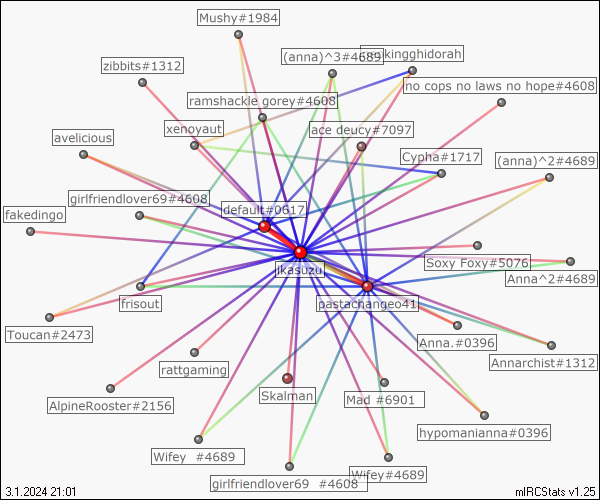 Mushy#1984
(anna)^3#4689
kingghidorah
zibbits#1312
no cops no laws no hope#4608
ramshackle gorey#4608
xenoyaut
ace deucy#7097
avelicious
Cypha#1717
(anna)^2#4689
girlfriendlover69#4608
default#0617
fakedingo
Soxy Foxy#5076
jkasuzu
Anna^2#4689
frisout
pastachangeo41
Toucan#2473
Anna.#0396
Annarchist#1312
rattgaming
Skalman
Mad #6901
AlpineRooster#2156
hypomanianna#0396
Wifey #4689
Wifey#4689
girlfriendlover69 #4608
3.1.2024 21:01
mIRCStats v1.25